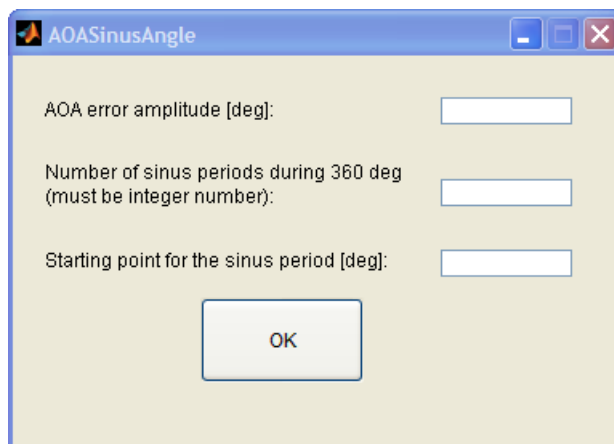 AOASinusAngle
AOA error amplitude [deg]:
Number of sinus periods during 360 deg
(must be integer number):
Starting point for the sinus period [deg]:
OK